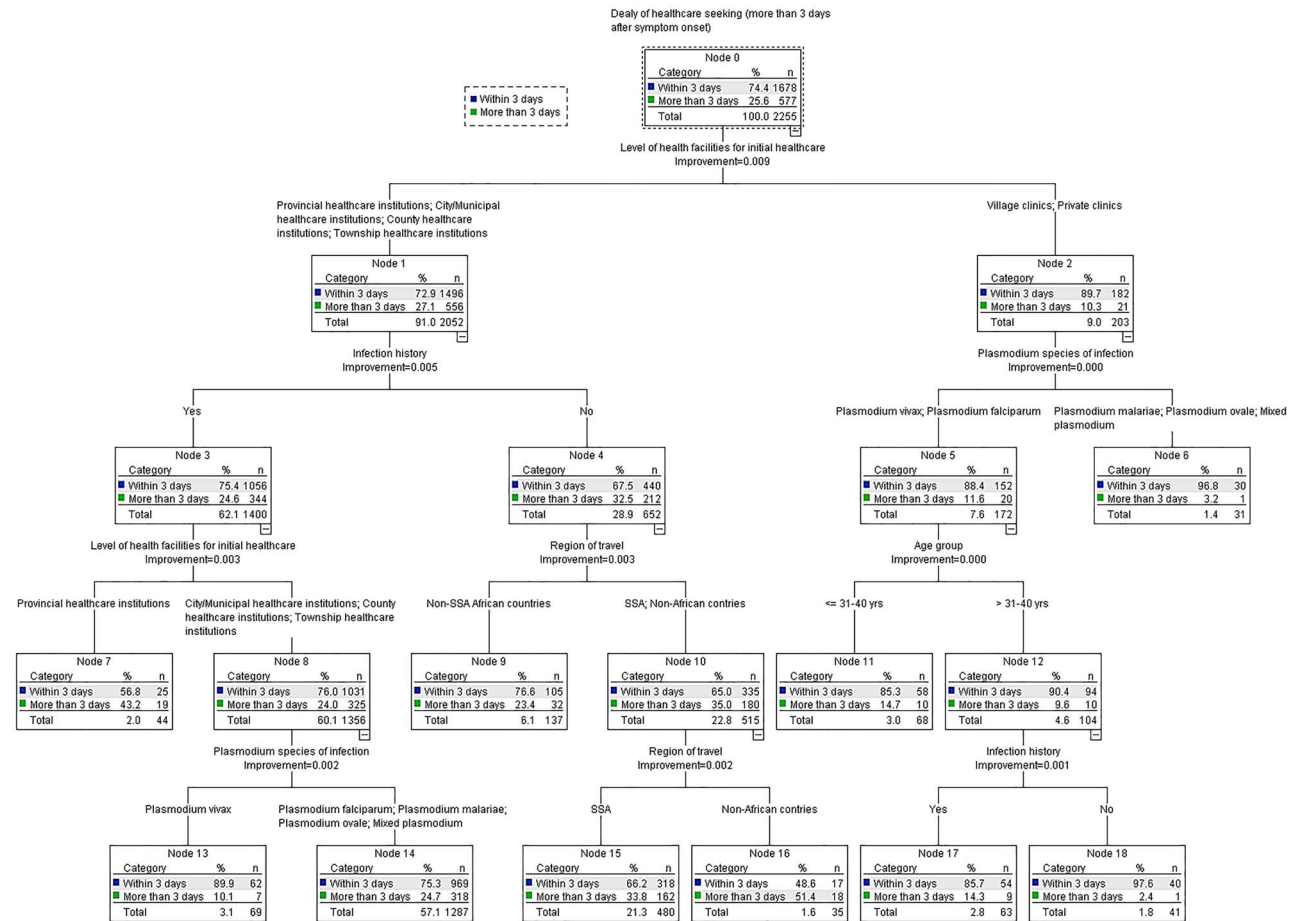 Dealy of healthcare seeking (more than 3 days
after symptom onset)
Within 3 days
More than 3 days
Node 0
Category % n
Within 3 days 74.4 1678
More than 3 days 25.6 577
Total 100.0 2255
Level of health facilities for initial healthcare
Improvement=0.009
Provincial healthcare institutions; City/Municipal
healthcare institutions; County healthcare
institutions; Township healthcare institutions
Village clinics; Private clinics
Node 1
Category % n
Within 3 days 72.9 1496
More than 3 days 27.1 556
Total 91.0 2052
Node 2
Category % n
Within 3 days 89.7 182
More than 3 days 10.3 21
Total 9.0 203
Infection history
Improvement=0.005
Plasmodium species of infection
Improvement=0.000
Yes
No
Plasmodium vivax; Plasmodium falciparum
Plasmodium malariae; Plasmodium ovale; Mixed
plasmodium
Node 3
Category % n
Within 3 days 75.4 1056
More than 3 days 24.6 344
Total 62.1 1400
Node 4
Category % n
Within 3 days 67.5 440
More than 3 days 32.5 212
Total 28.9 652
Node 5
Category % n
Within 3 days 88.4 152
More than 3 days 11.6 20
Total 7.6 172
Node 6
Category % n
Within 3 days 96.8 30
More than 3 days 3.2 1
Total 1.4 31
Level of health facilities for initial healthcare
Improvement=0.003
Region of travel
Improvement=0.003
Age group
Improvement=0.000
Provincial healthcare institutions
City/Municipal healthcare institutions; County
healthcare institutions; Township healthcare
institutions
Non-SSA African countries
SSA; Non-African contries
<= 31-40 yrs
> 31-40 yrs
Node 7
Category % n
Within 3 days 56.8 25
More than 3 days 43.2 19
Total 2.0 44
Node 8
Category % n
Within 3 days 76.0 1031
More than 3 days 24.0 325
Total 60.1 1356
Node 9
Category % n
Within 3 days 76.6 105
More than 3 days 23.4 32
Total 6.1 137
Node 10
Category % n
Within 3 days 65.0 335
More than 3 days 35.0 180
Total 22.8 515
Node 11
Category % n
Within 3 days 85.3 58
More than 3 days 14.7 10
Total 3.0 68
Node 12
Category % n
Within 3 days 90.4 94
More than 3 days 9.6 10
Total 4.6 104
Plasmodium species of infection
Improvement=0.002
Region of travel
Improvement=0.002
Infection history
Improvement=0.001
Plasmodium vivax
Plasmodium falciparum; Plasmodium malariae;
Plasmodium ovale; Mixed plasmodium
SSA
Non-African contries
Yes
No
Node 13
Category % n
Within 3 days 89.9 62
More than 3 days 10.1 7
Total 3.1 69
Node 14
Category % n
Within 3 days 75.3 969
More than 3 days 24.7 318
Total 57.1 1287
Node 15
Category % n
Within 3 days 66.2 318
More than 3 days 33.8 162
Total 21.3 480
Node 16
Category % n
Within 3 days 48.6 17
More than 3 days 51.4 18
Total 1.6 35
Node 17
Category % n
Within 3 days 85.7 54
More than 3 days 14.3 9
Total 2.8 63
Node 18
Category % n
Within 3 days 97.6 40
More than 3 days 2.4 1
Total 1.8 41